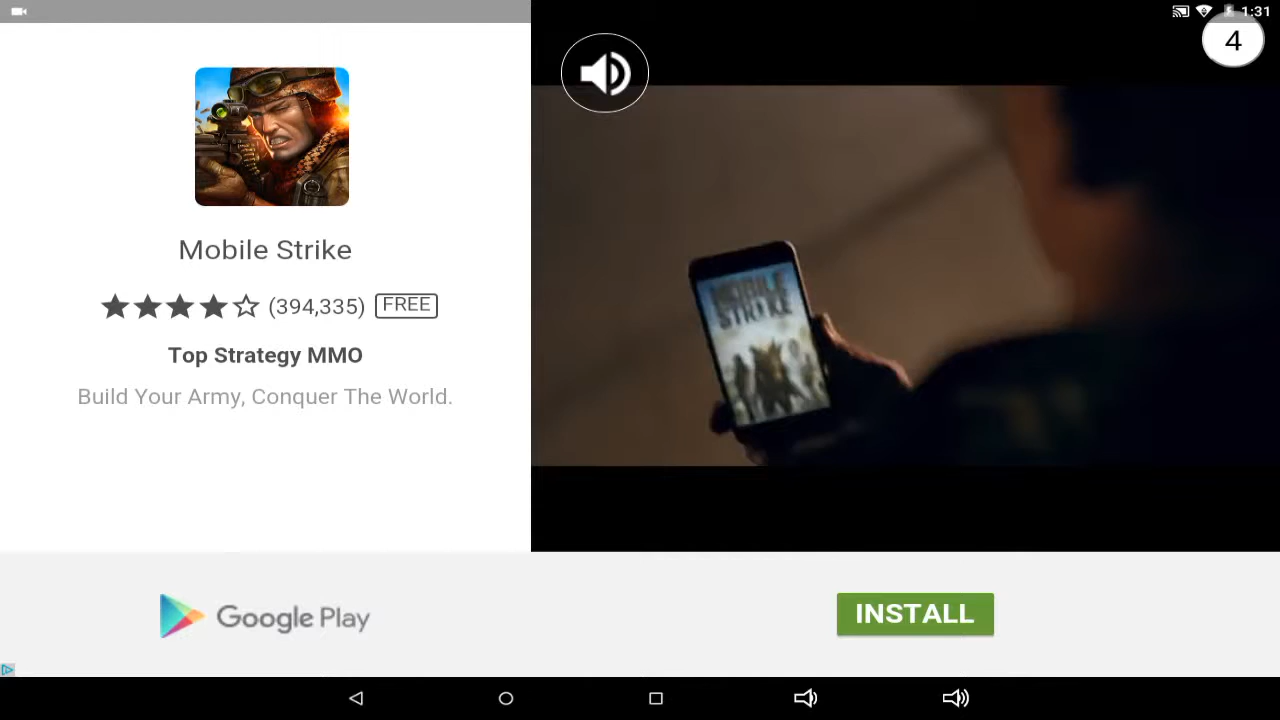 1:31
4
Mobile Strike
(394,335) FREE
Top Strategy MMO
Build Your Army, Conquer The World.
MOBILE
STRIKE
Google Play
INSTALL